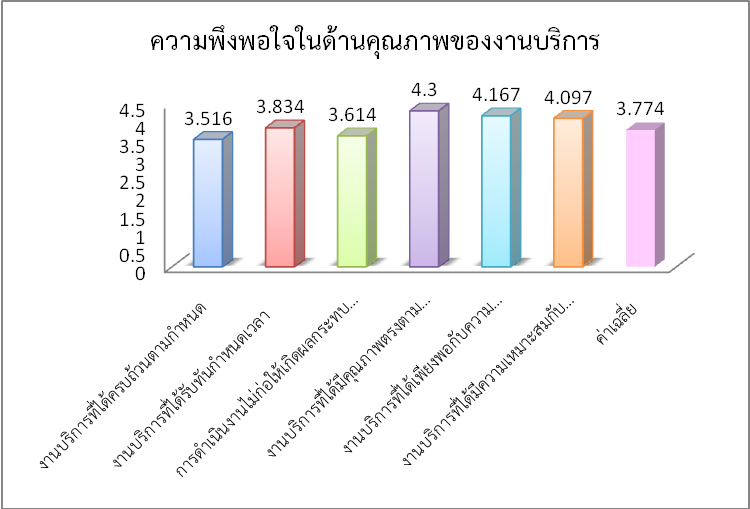 ความพึงพอใจในด้านคุณภาพของงานบริการ
4.5
4
3.5
3
2.5
2
1.5
1
0.5
0
3.516
3.834
3.614
4.3
4.167
4.097
3.774
งานบริการที่ได้ครบถ้วนตามกำหนด
งานบริการที่ได้รับทันกำหนดเวลา
การดำเนินงานไม่ก่อให้เกิดผลกระทบ...
งานบริการที่ได้มีคุณภาพตรงตาม...
งานบริการที่ได้เพียงพอกับความ...
งานบริการที่ได้มีความเหมาะสมกับ...
ค่าเฉลี่ย